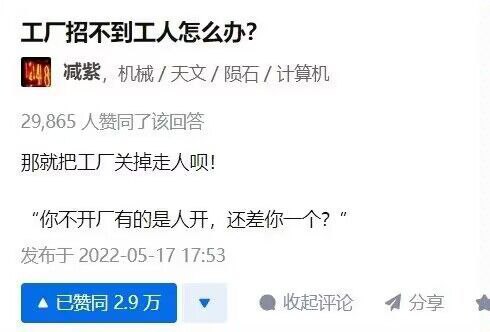 工厂招不到工人怎么办？
减紫，机械 / 天文 / 陨石 / 计算机
29,865 人赞同了该回答
那就把工厂关掉走人呗！
“你不开厂有的是人开，还差你一个？“
发布于 2022-05-17 17:53
已赞同 2.9 万 收起评论 分享